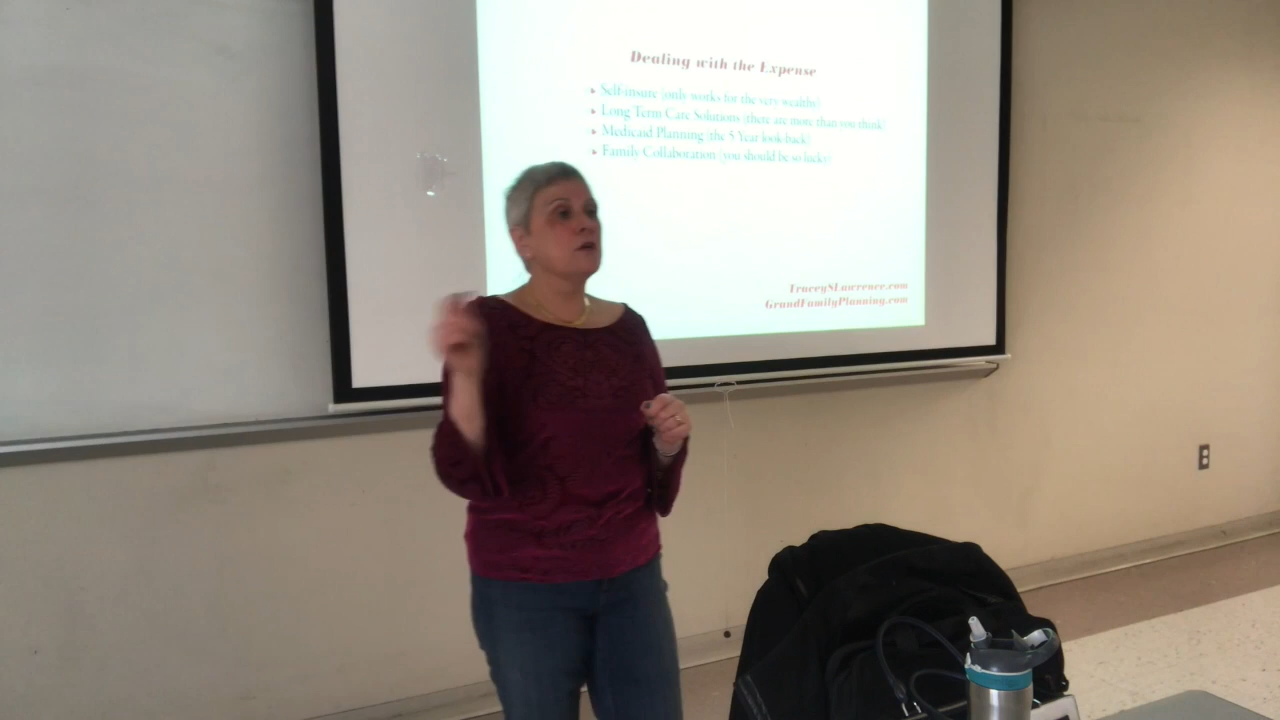 Dealing with the Expense
Self-insure (only works for the very wealthy)
Long Term Care Solutions (there are more than you think)
Medicaid Planning (the 5 Year look-back)
Family Collaboration (you should be so lucky)
TraceySLawrence.com
GrandFamilyPlanning.com